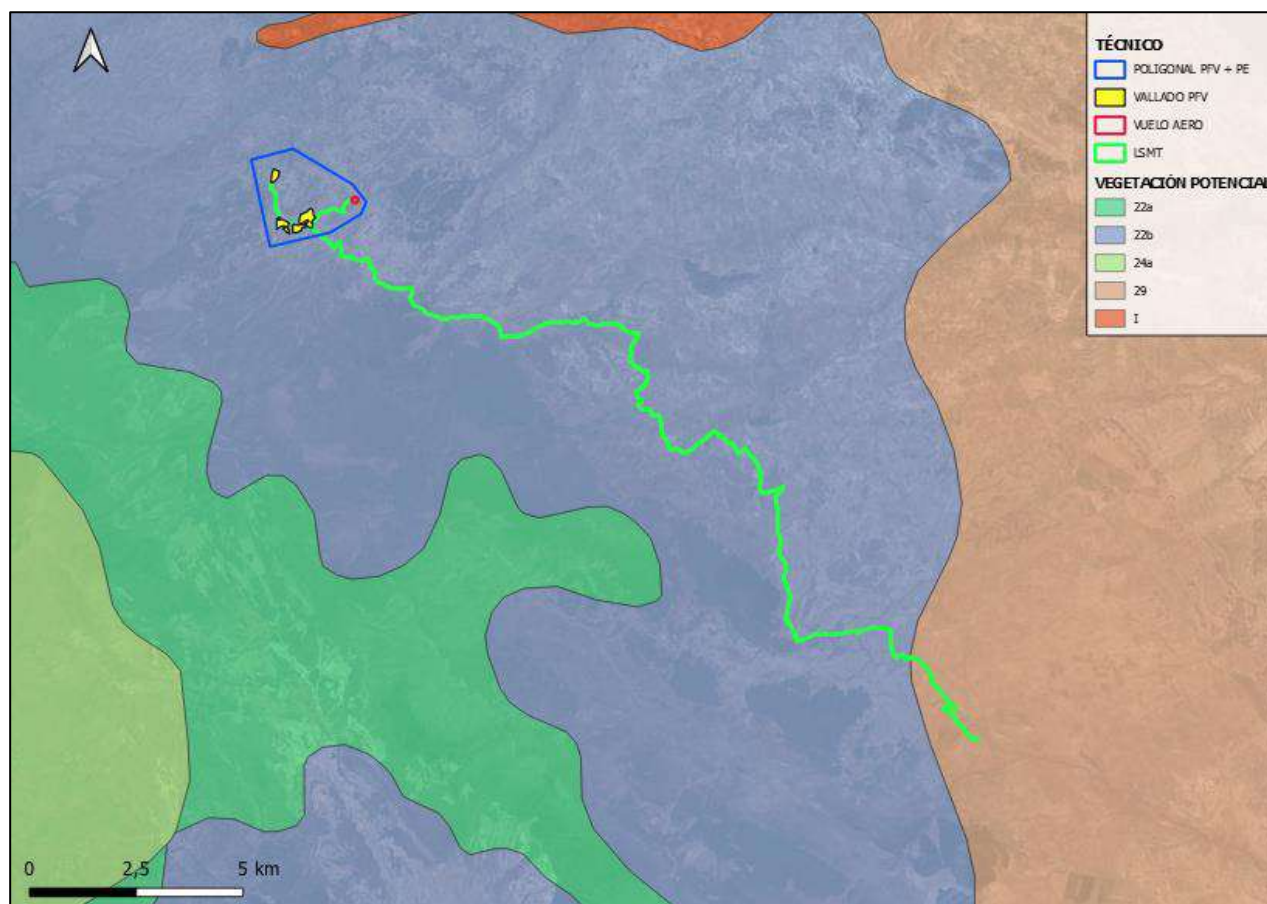 TÉCNICO
POLIGONAL PFV + PE
VALLADO PFV
VUELO AERO
LSMT
VEGETACIÓN POTENCIAL
22a
22b
24a
29
I
0 2,5 5 km